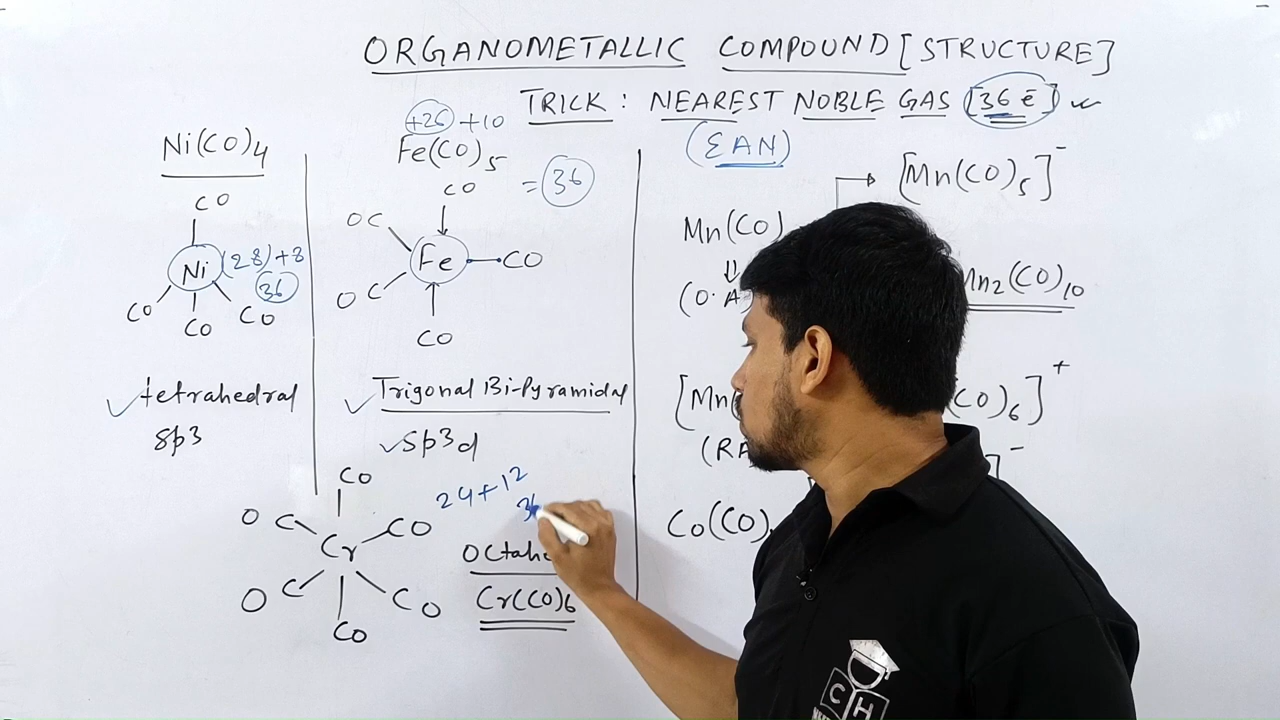 ORGANOMETALLIC COMPOUND [STRUCTURE]
TRICK : NEAREST NOBLE GAS [36 ē]
(EAN)
Ni(CO)4
CO
Ni (28)+8
36
CO
CO
CO
+26 +10
Fe(CO)5
= 36
CO
OC
Fe CO
OC
CO
[Mn(CO)5]-
Mn(CO)
(O.A
Mn2(CO)10
[Mn (CO)6]+
]-
Co(CO)
tetrahedral
sp3
Trigonal Bi-Pyramidal
sp3d
CO
OC CO
Cr
OC CO
CO
24+12
36
Cr(CO)6
CH